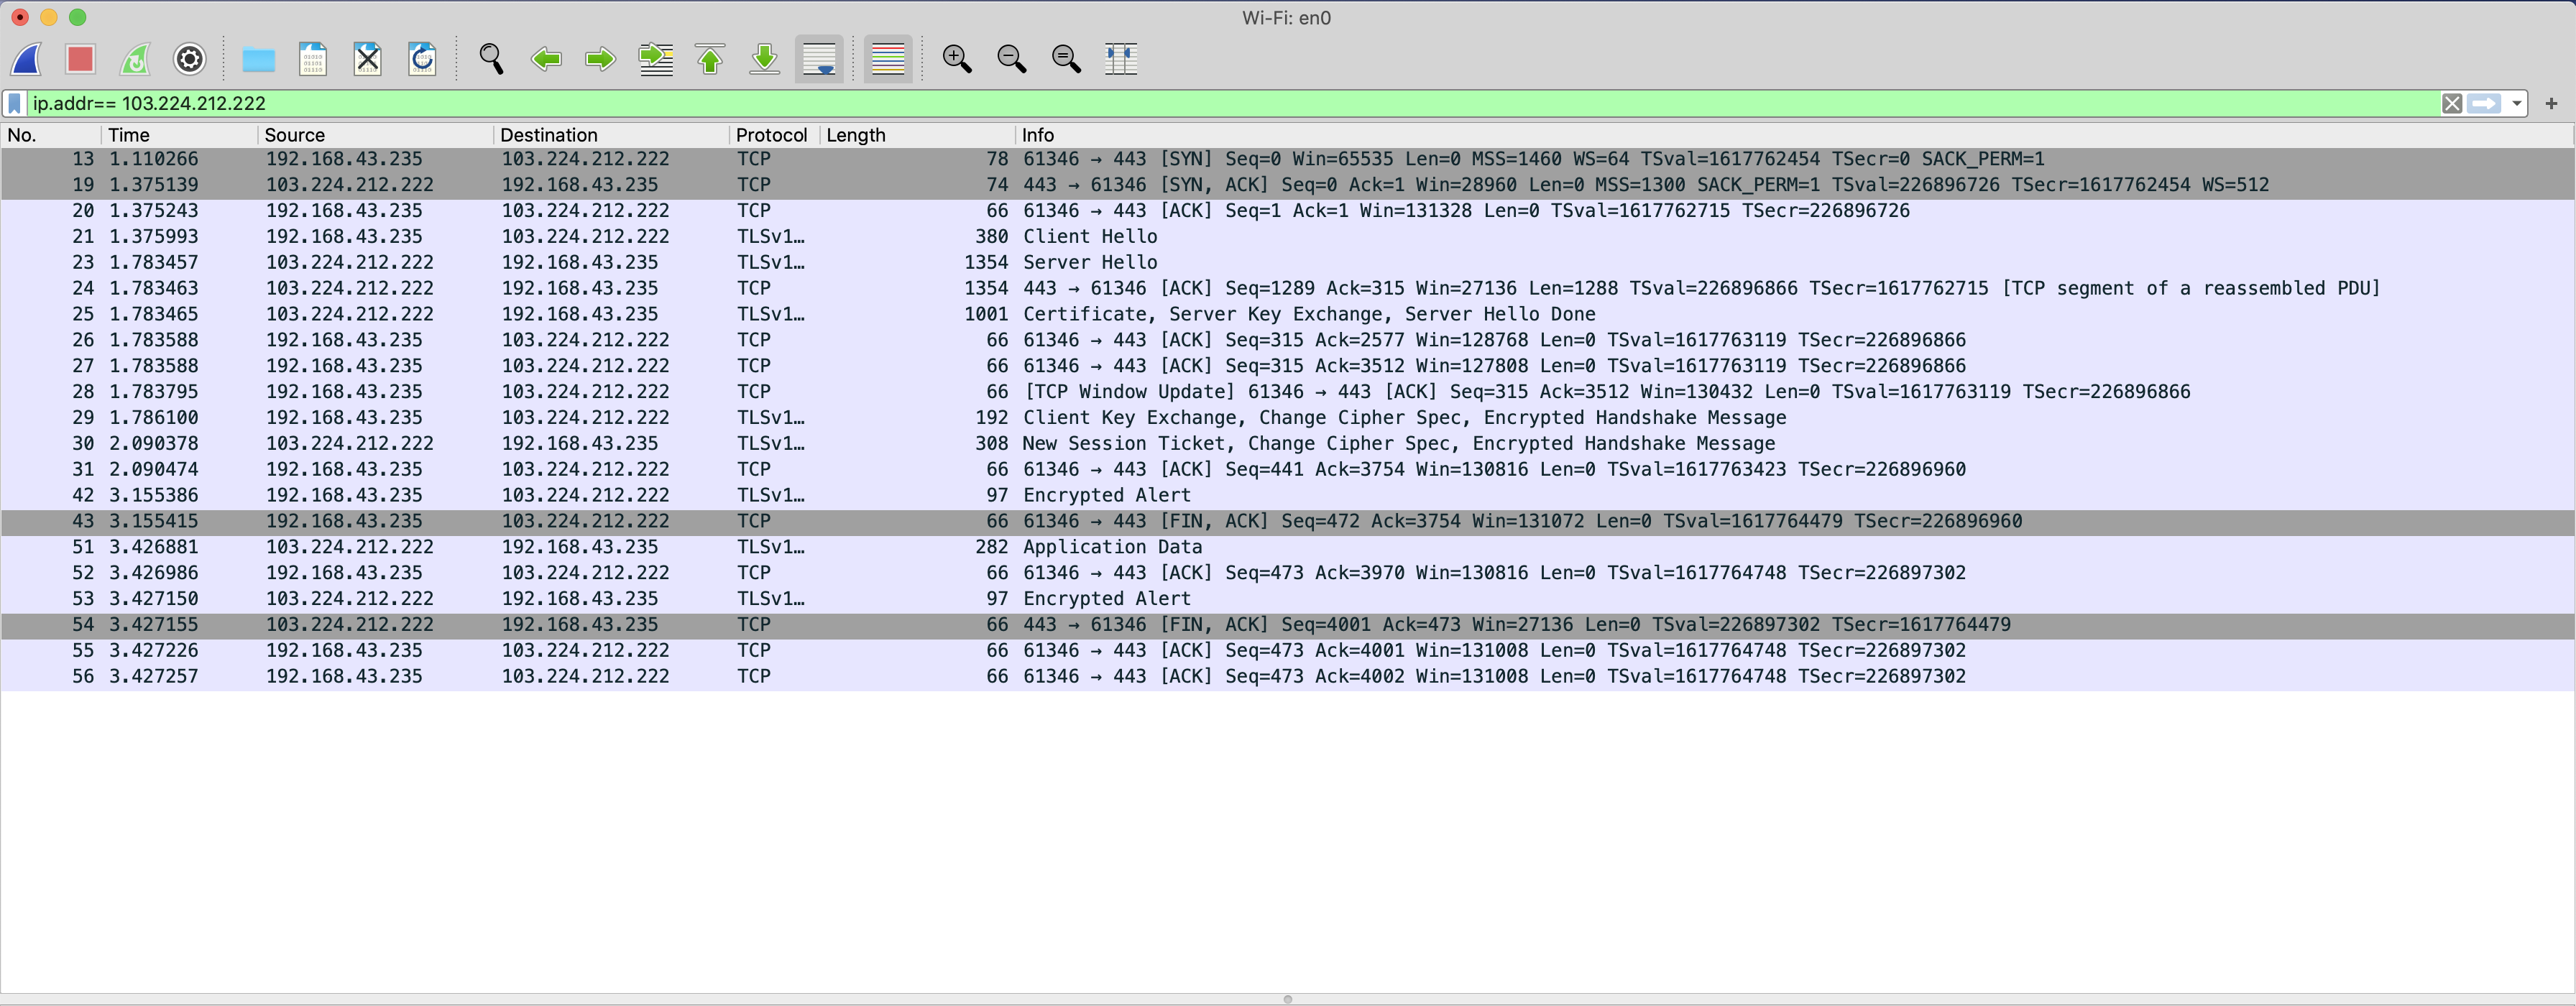 Wi-Fi: en0
ip.addr== 103.224.212.222
No. Time Source Destination Protocol Length Info
13 1.110266 192.168.43.235 103.224.212.222 TCP 78 61346 → 443 [SYN] Seq=0 Win=65535 Len=0 MSS=1460 WS=64 TSval=1617762454 TSecr=0 SACK_PERM=1
19 1.375139 103.224.212.222 192.168.43.235 TCP 74 443 → 61346 [SYN, ACK] Seq=0 Ack=1 Win=28960 Len=0 MSS=1300 SACK_PERM=1 TSval=226896726 TSecr=1617762454 WS=512
20 1.375243 192.168.43.235 103.224.212.222 TCP 66 61346 → 443 [ACK] Seq=1 Ack=1 Win=131328 Len=0 TSval=1617762715 TSecr=226896726
21 1.375993 192.168.43.235 103.224.212.222 TLSv1… 380 Client Hello
23 1.783457 103.224.212.222 192.168.43.235 TLSv1… 1354 Server Hello
24 1.783463 103.224.212.222 192.168.43.235 TCP 1354 443 → 61346 [ACK] Seq=1289 Ack=315 Win=27136 Len=1288 TSval=226896866 TSecr=1617762715 [TCP segment of a reassembled PDU]
25 1.783465 103.224.212.222 192.168.43.235 TLSv1… 1001 Certificate, Server Key Exchange, Server Hello Done
26 1.783588 192.168.43.235 103.224.212.222 TCP 66 61346 → 443 [ACK] Seq=315 Ack=2577 Win=128768 Len=0 TSval=1617763119 TSecr=226896866
27 1.783588 192.168.43.235 103.224.212.222 TCP 66 61346 → 443 [ACK] Seq=315 Ack=3512 Win=127808 Len=0 TSval=1617763119 TSecr=226896866
28 1.783795 192.168.43.235 103.224.212.222 TCP 66 [TCP Window Update] 61346 → 443 [ACK] Seq=315 Ack=3512 Win=130432 Len=0 TSval=1617763119 TSecr=226896866
29 1.786100 192.168.43.235 103.224.212.222 TLSv1… 192 Client Key Exchange, Change Cipher Spec, Encrypted Handshake Message
30 2.090378 103.224.212.222 192.168.43.235 TLSv1… 308 New Session Ticket, Change Cipher Spec, Encrypted Handshake Message
31 2.090474 192.168.43.235 103.224.212.222 TCP 66 61346 → 443 [ACK] Seq=441 Ack=3754 Win=130816 Len=0 TSval=1617763423 TSecr=226896960
42 3.155386 192.168.43.235 103.224.212.222 TLSv1… 97 Encrypted Alert
43 3.155415 192.168.43.235 103.224.212.222 TCP 66 61346 → 443 [FIN, ACK] Seq=472 Ack=3754 Win=131072 Len=0 TSval=1617764479 TSecr=226896960
51 3.426881 103.224.212.222 192.168.43.235 TLSv1… 282 Application Data
52 3.426986 192.168.43.235 103.224.212.222 TCP 66 61346 → 443 [ACK] Seq=473 Ack=3970 Win=130816 Len=0 TSval=1617764748 TSecr=226897302
53 3.427150 103.224.212.222 192.168.43.235 TLSv1… 97 Encrypted Alert
54 3.427155 103.224.212.222 192.168.43.235 TCP 66 443 → 61346 [FIN, ACK] Seq=4001 Ack=473 Win=27136 Len=0 TSval=226897302 TSecr=1617764479
55 3.427226 192.168.43.235 103.224.212.222 TCP 66 61346 → 443 [ACK] Seq=473 Ack=4001 Win=131008 Len=0 TSval=1617764748 TSecr=226897302
56 3.427257 192.168.43.235 103.224.212.222 TCP 66 61346 → 443 [ACK] Seq=473 Ack=4002 Win=131008 Len=0 TSval=1617764748 TSecr=226897302